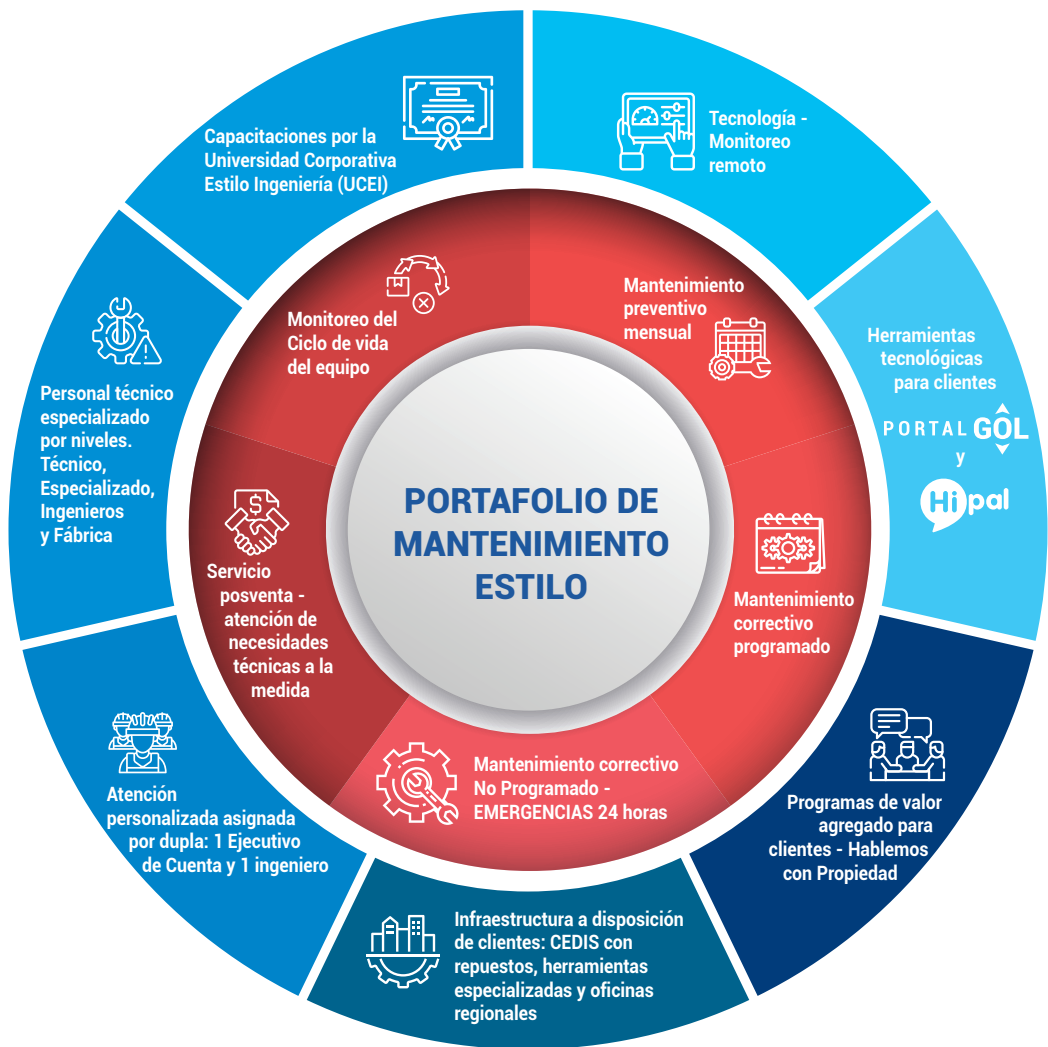 Capacitaciones por la
Universidad Corporativa
Estilo Ingeniería (UCEI)
Tecnología -
Monitoreo
remoto
Herramientas
tecnológicas
para clientes
PORTAL GOL
y
Hipal
Programas de valor
agregado para
clientes - Hablemos
con Propiedad
Infraestructura a disposición
de clientes: CEDIS con
repuestos, herramientas
especializadas y oficinas
regionales
Atención
personalizada asignada
por dupla: 1 Ejecutivo
de Cuenta y 1 ingeniero
Personal técnico
especializado
por niveles.
Técnico,
Especializado,
Ingenieros
y Fábrica
Monitoreo del
Ciclo de vida
del equipo
Mantenimiento
preventivo
mensual
Mantenimiento
correctivo
programado
Mantenimiento correctivo
No Programado -
EMERGENCIAS 24 horas
Servicio
posventa -
atención de
necesidades
técnicas a la
medida
PORTAFOLIO DE
MANTENIMIENTO
ESTILO